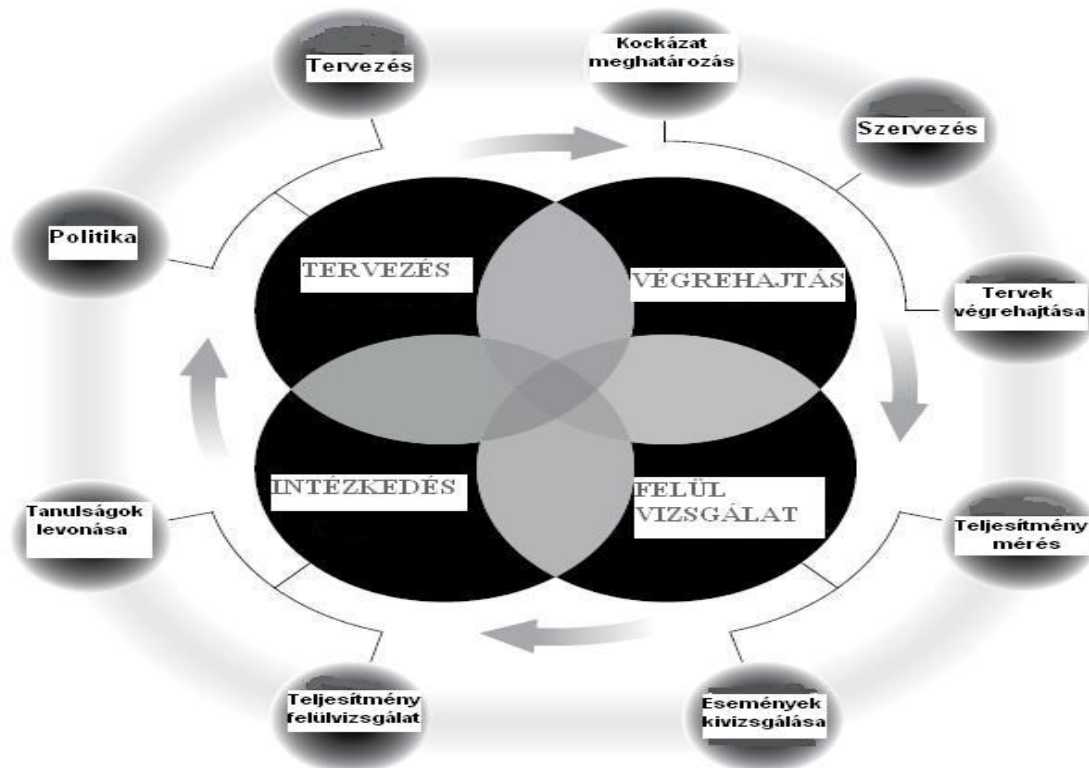 Tervezés
Kockázat
meghatározás
Szervezés
Politika
TERVEZÉS
VÉGREHAJTÁS
Tervek
végrehajtása
INTÉZKEDÉS
FELÜL
VIZSGÁLAT
Tanulságok
levonása
Teljesítmény
mérés
Teljesítmény
felülvizsgálat
Események
kivizsgálása